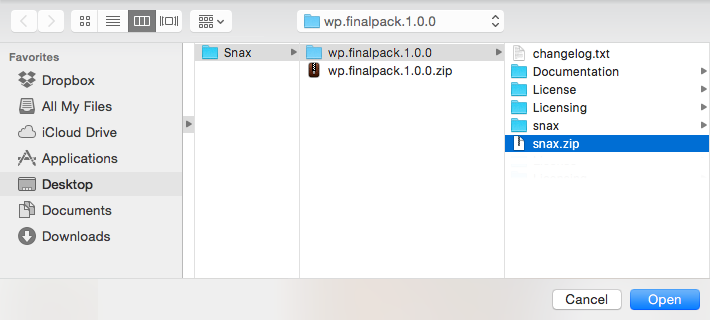 wp.finalpack.1.0.0
Favorites
Dropbox
All My Files
iCloud Drive
Applications
Desktop
Documents
Downloads
Snax
wp.finalpack.1.0.0
wp.finalpack.1.0.0.zip
changelog.txt
Documentation
License
Licensing
snax
snax.zip
Cancel
Open